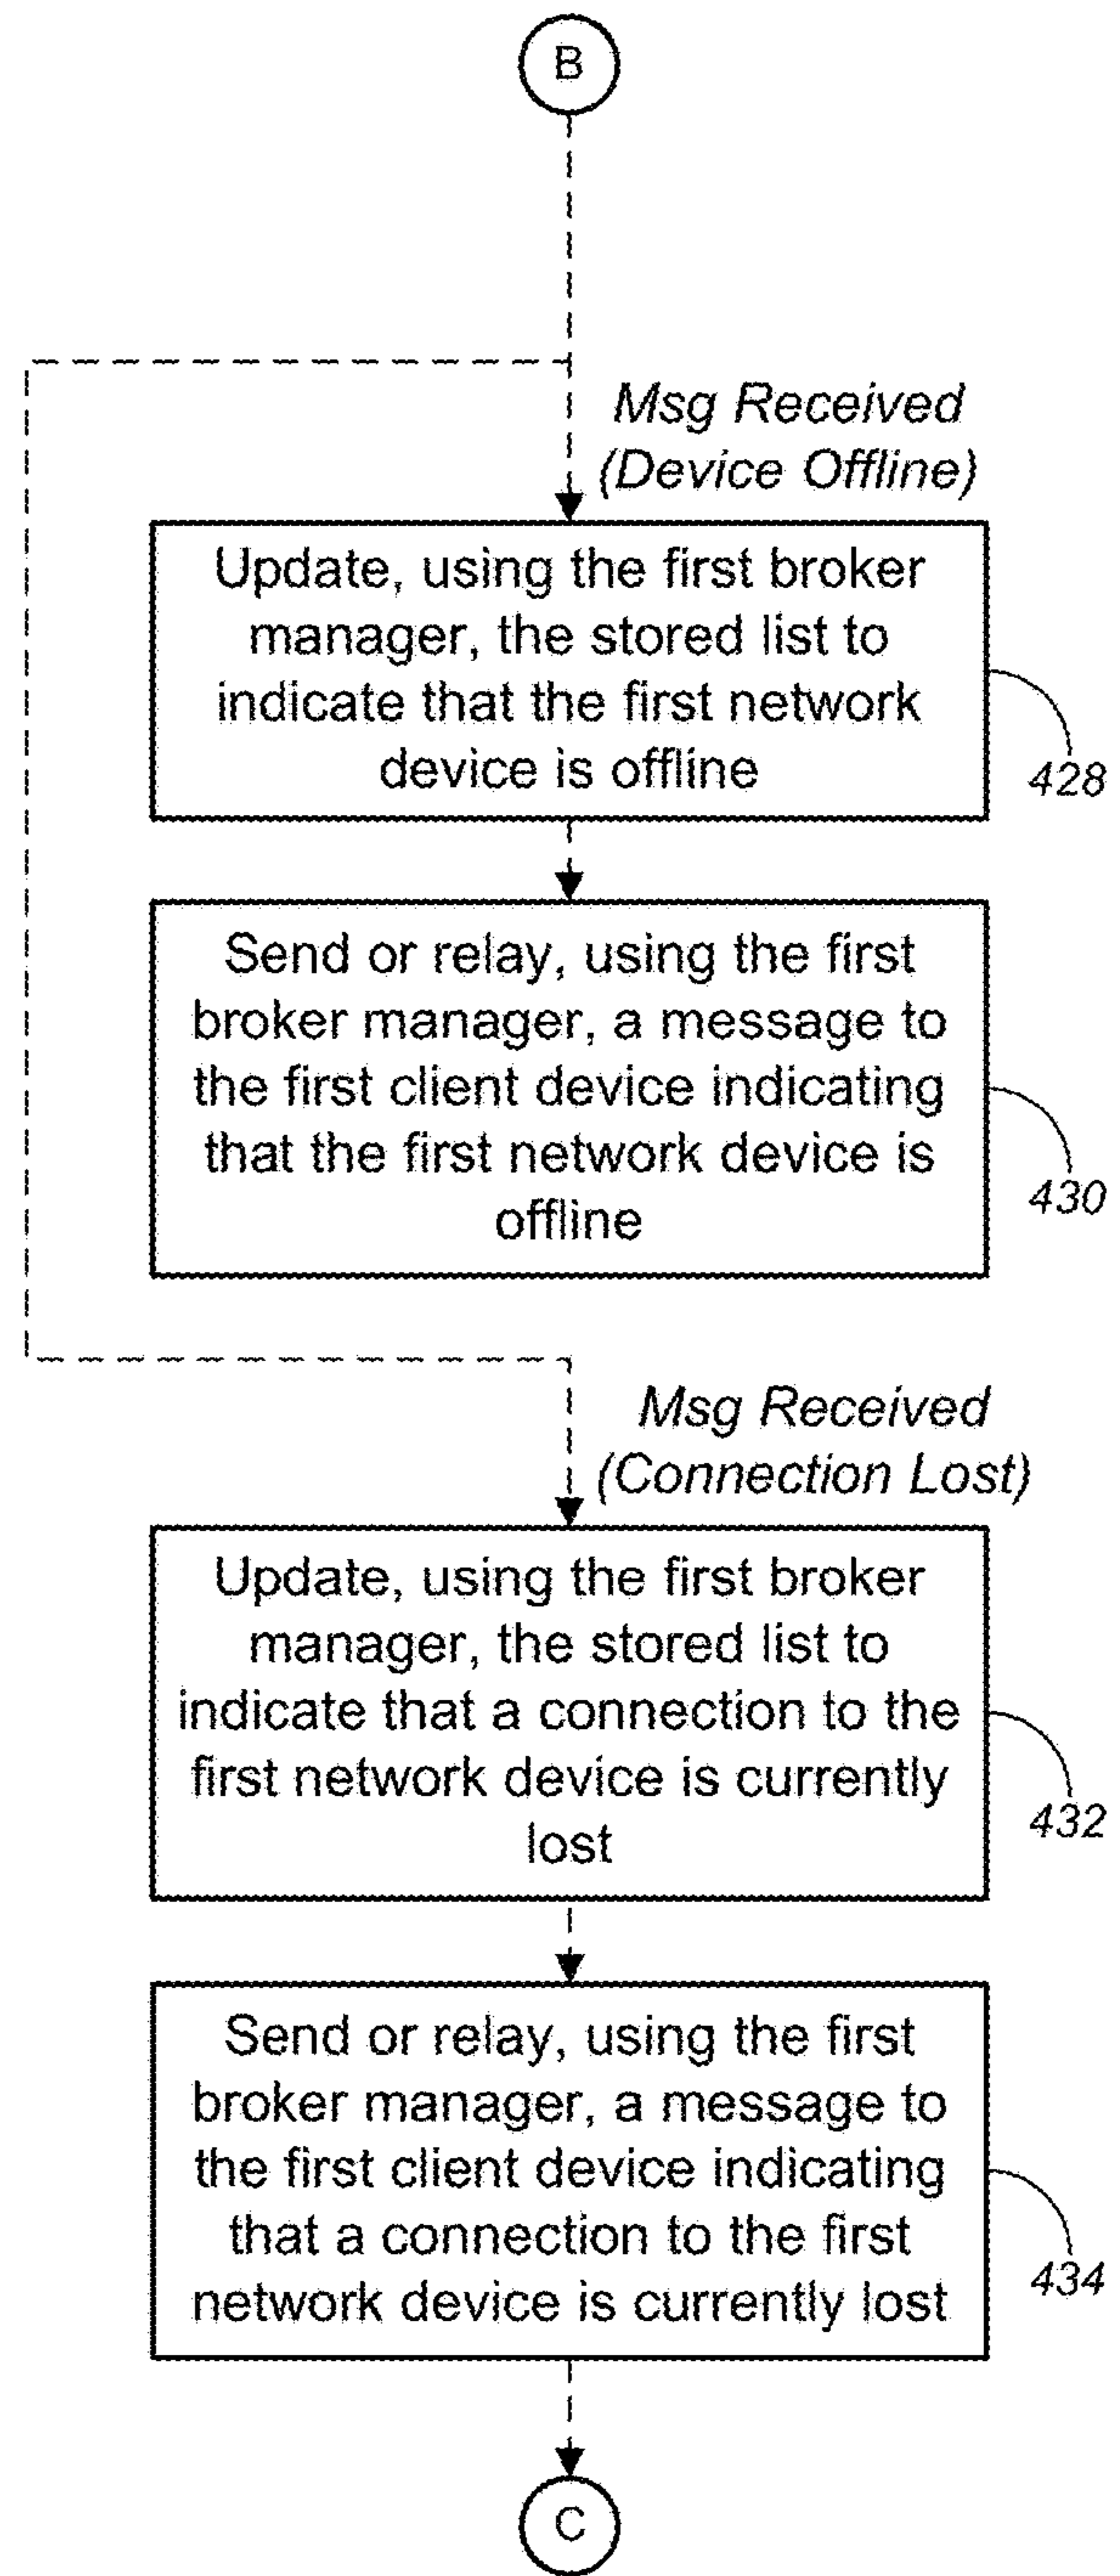 B
Msg Received
(Device Offline)
Update, using the first broker
manager, the stored list to
indicate that the first network
device is offline
428
Send or relay, using the first
broker manager, a message to
the first client device indicating
that the first network device is
offline
430
Msg Received
(Connection Lost)
Update, using the first broker
manager, the stored list to
indicate that a connection to the
first network device is currently
lost
432
Send or relay, using the first
broker manager, a message to
the first client device indicating
that a connection to the first
network device is currently lost
434
C